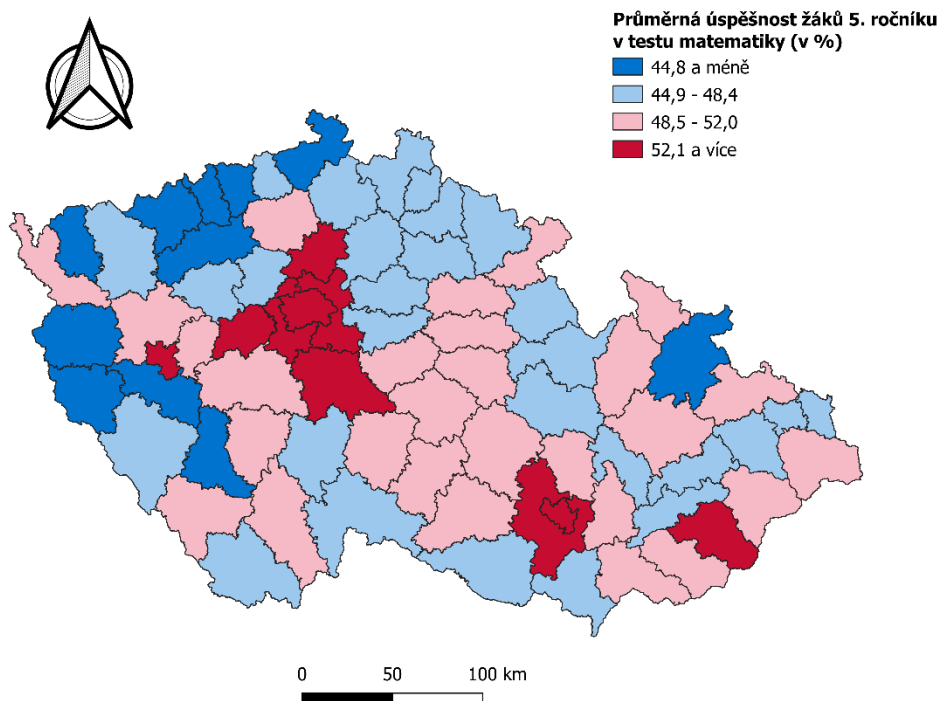 Průměrná úspěšnost žáků 5. ročníku
v testu matematiky (v %)
44,8 a méně
44,9 - 48,4
48,5 - 52,0
52,1 a více
0 50 100 km